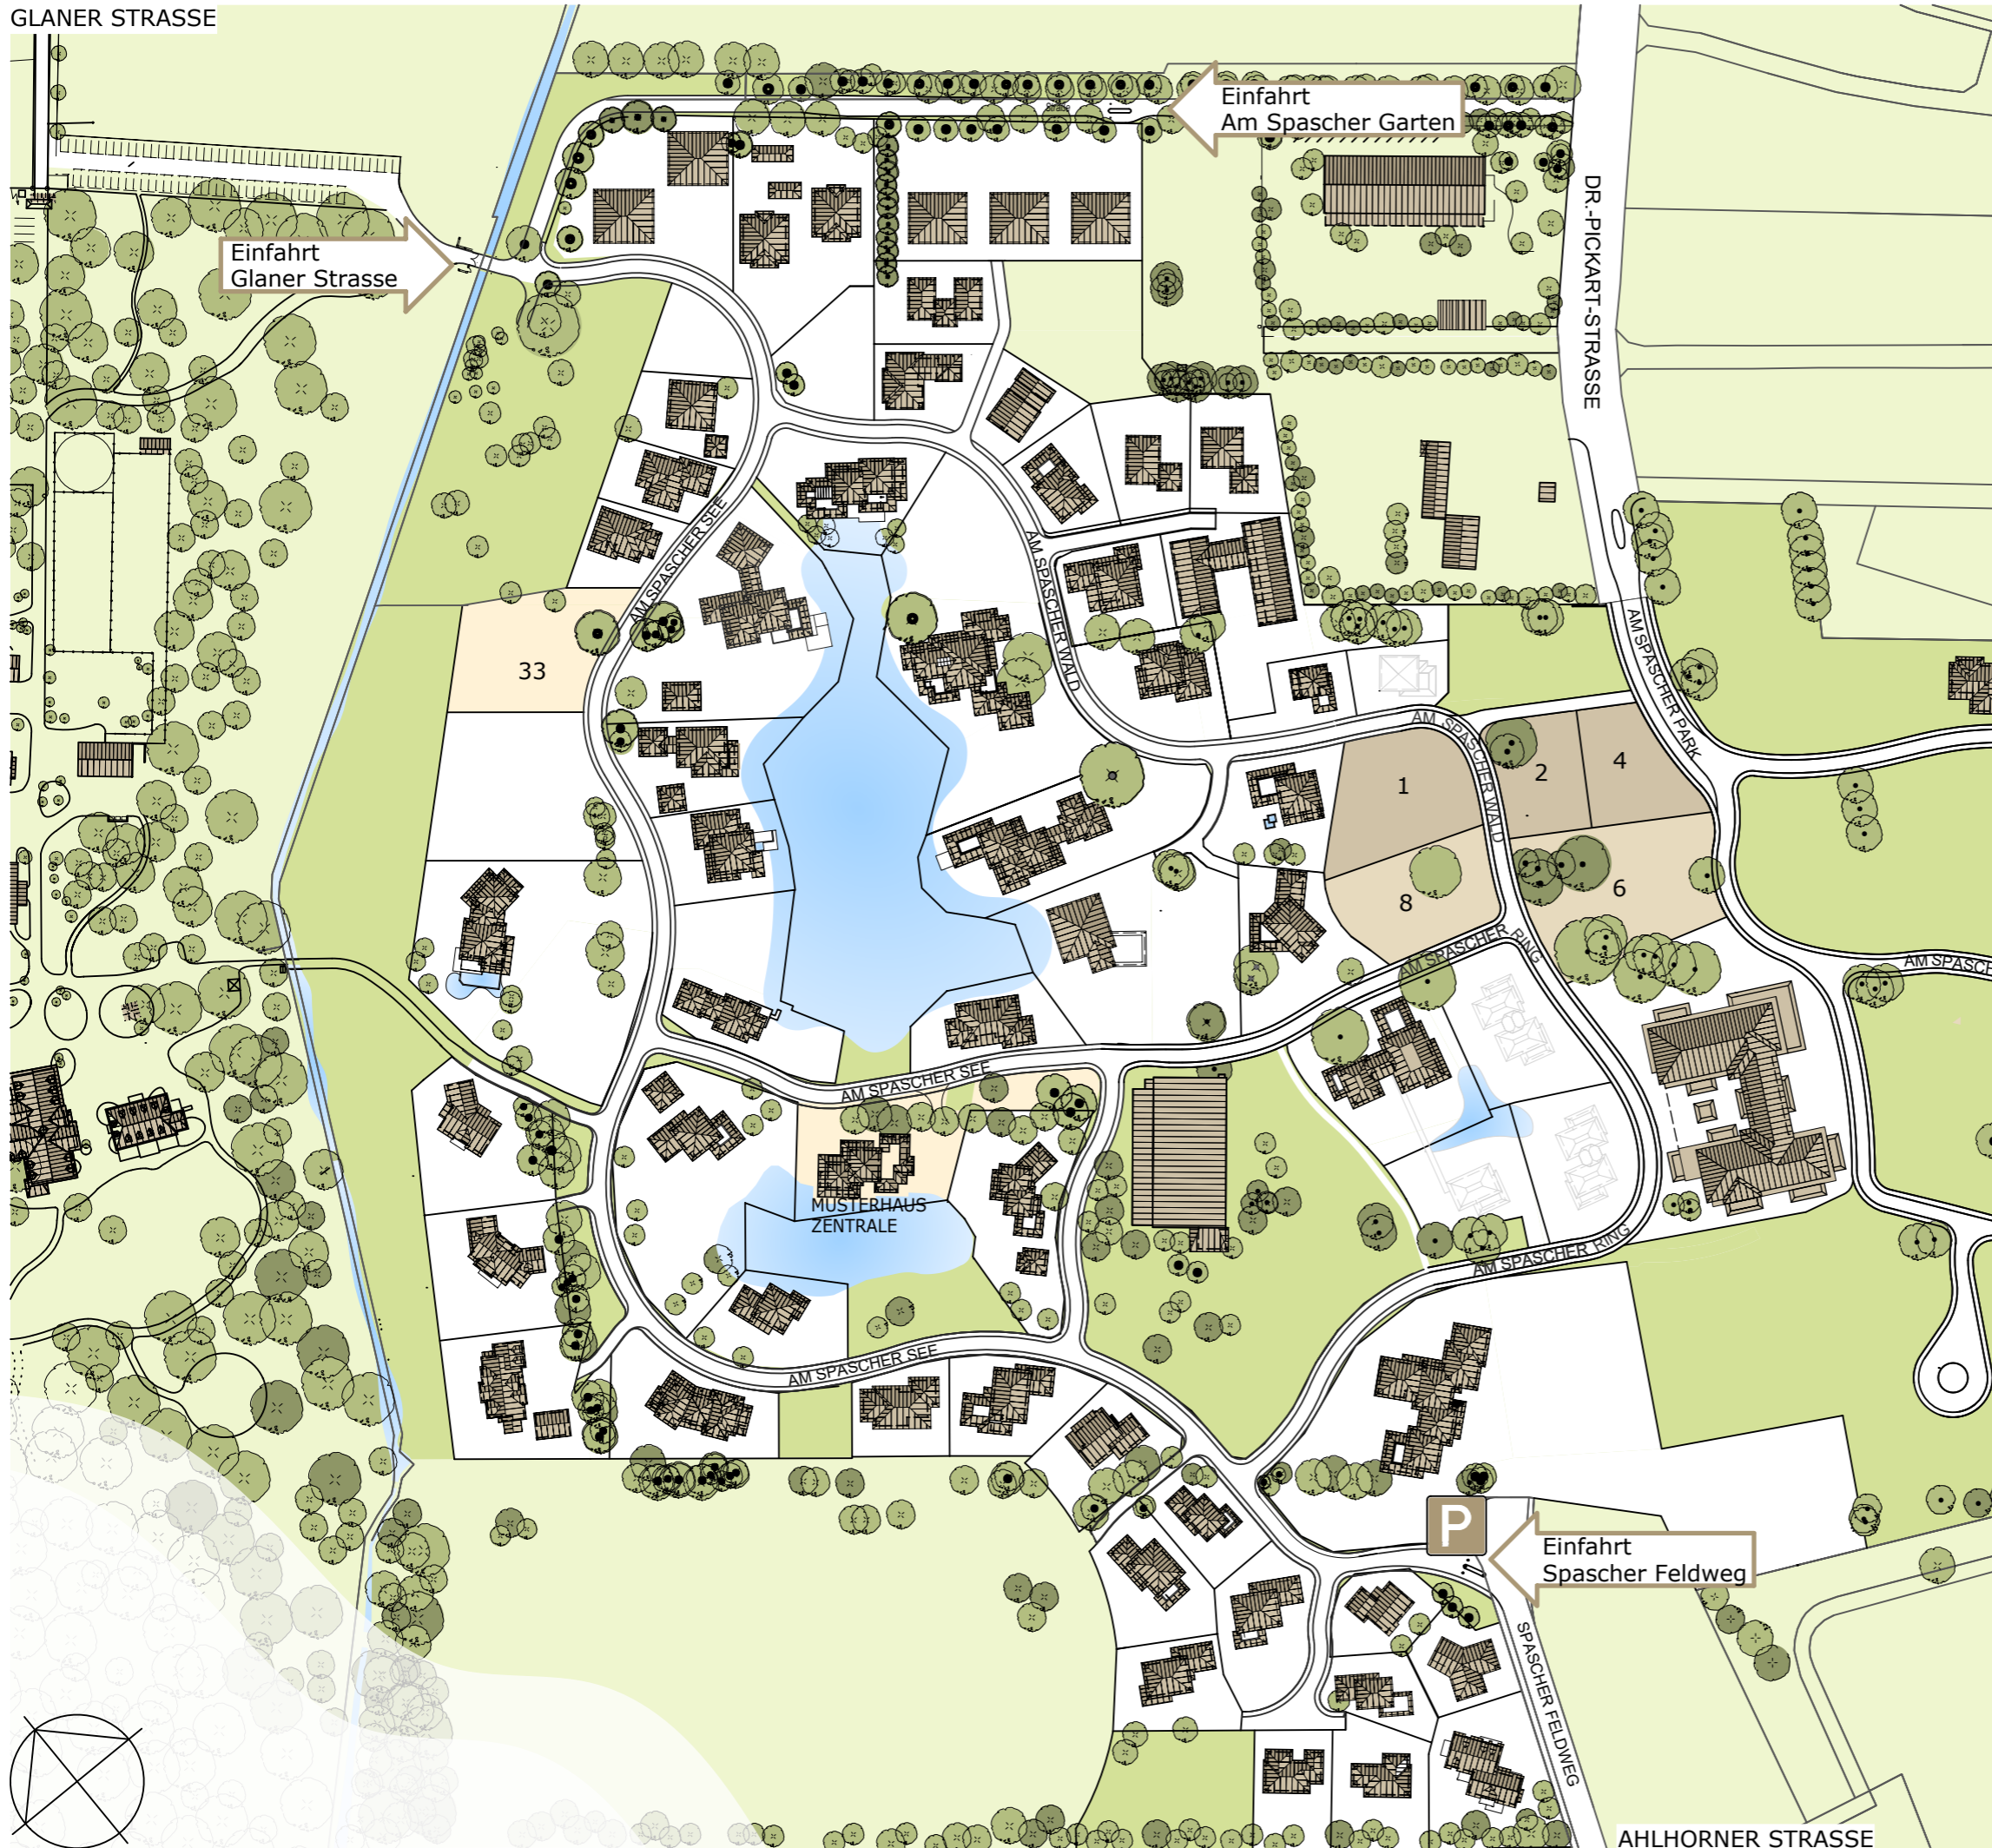 GLANER STRASSE
Einfahrt
Am Spascher Garten
Einfahrt
Glaner Strasse
DR.-PICKART-STRASSE
AM SPASCHER SEE
AM SPASCHER WALD
AM SPASCHER PARK
33
AM SPASCHER WALD
1
2
4
8
6
AM SPASCHER RING
AM SPASCH
AM SPASCHER SEE
MUSTERHAUS
ZENTRALE
AM SPASCHER RING
AM SPASCHER SEE
P
Einfahrt
Spascher Feldweg
SPASCHER FELDWEG
AHLHORNER STRASSE